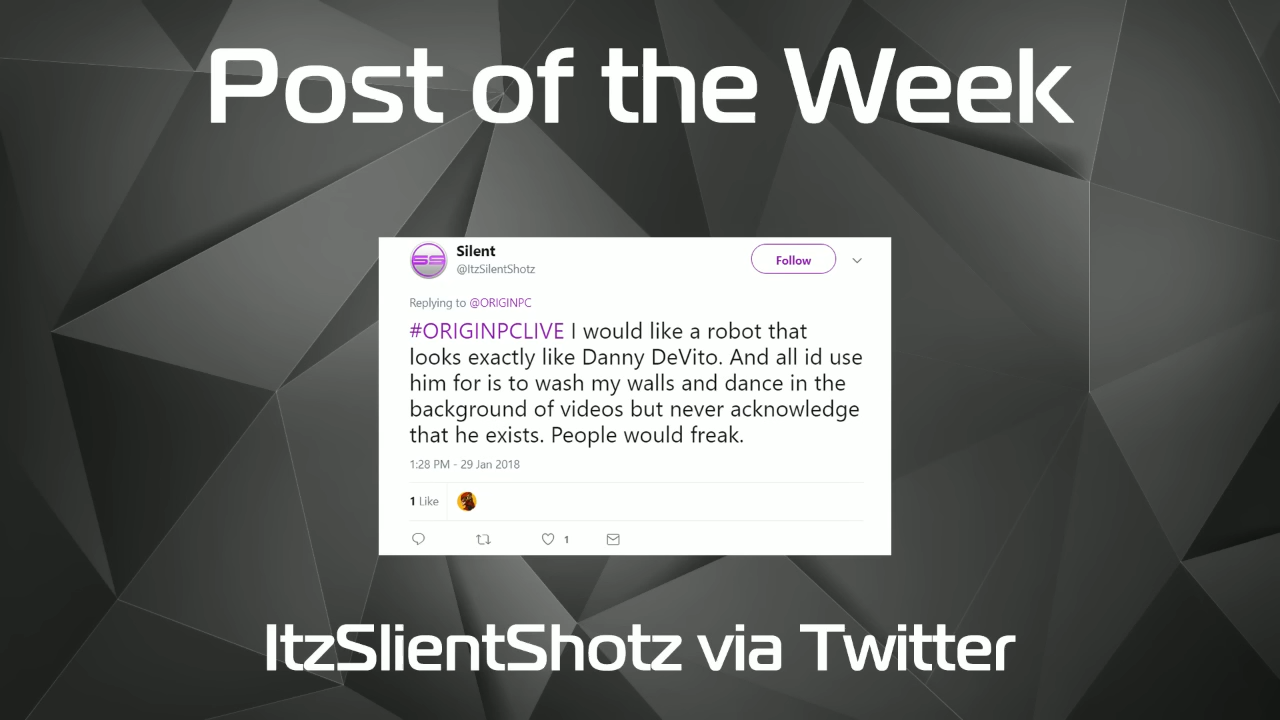 Post of the Week
Silent
@ItzSilentShotz
Follow
Replying to @ORIGINPC
#ORIGINPCLIVE I would like a robot that
looks exactly like Danny DeVito. And all id use
him for is to wash my walls and dance in the
background of videos but never acknowledge
that he exists. People would freak.
1:28 PM - 29 Jan 2018
1 Like
1
ItzSlientShotz via Twitter